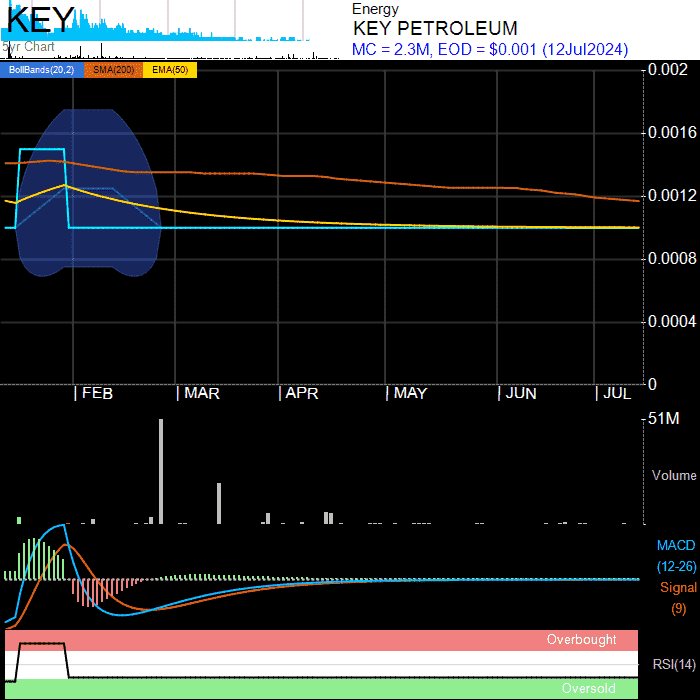 KEY
5yr Chart
Energy
KEY PETROLEUM
MC = 2.3M, EOD = $0.001 (12Jul2024)
BollBands(20,2) SMA(200) EMA(50)
0.002
0.0016
0.0012
0.0008
0.0004
0
FEB MAR APR MAY JUN JUL
51M
Volume
MACD
(12-26)
Signal
(9)
Overbought
RSI(14)
Oversold